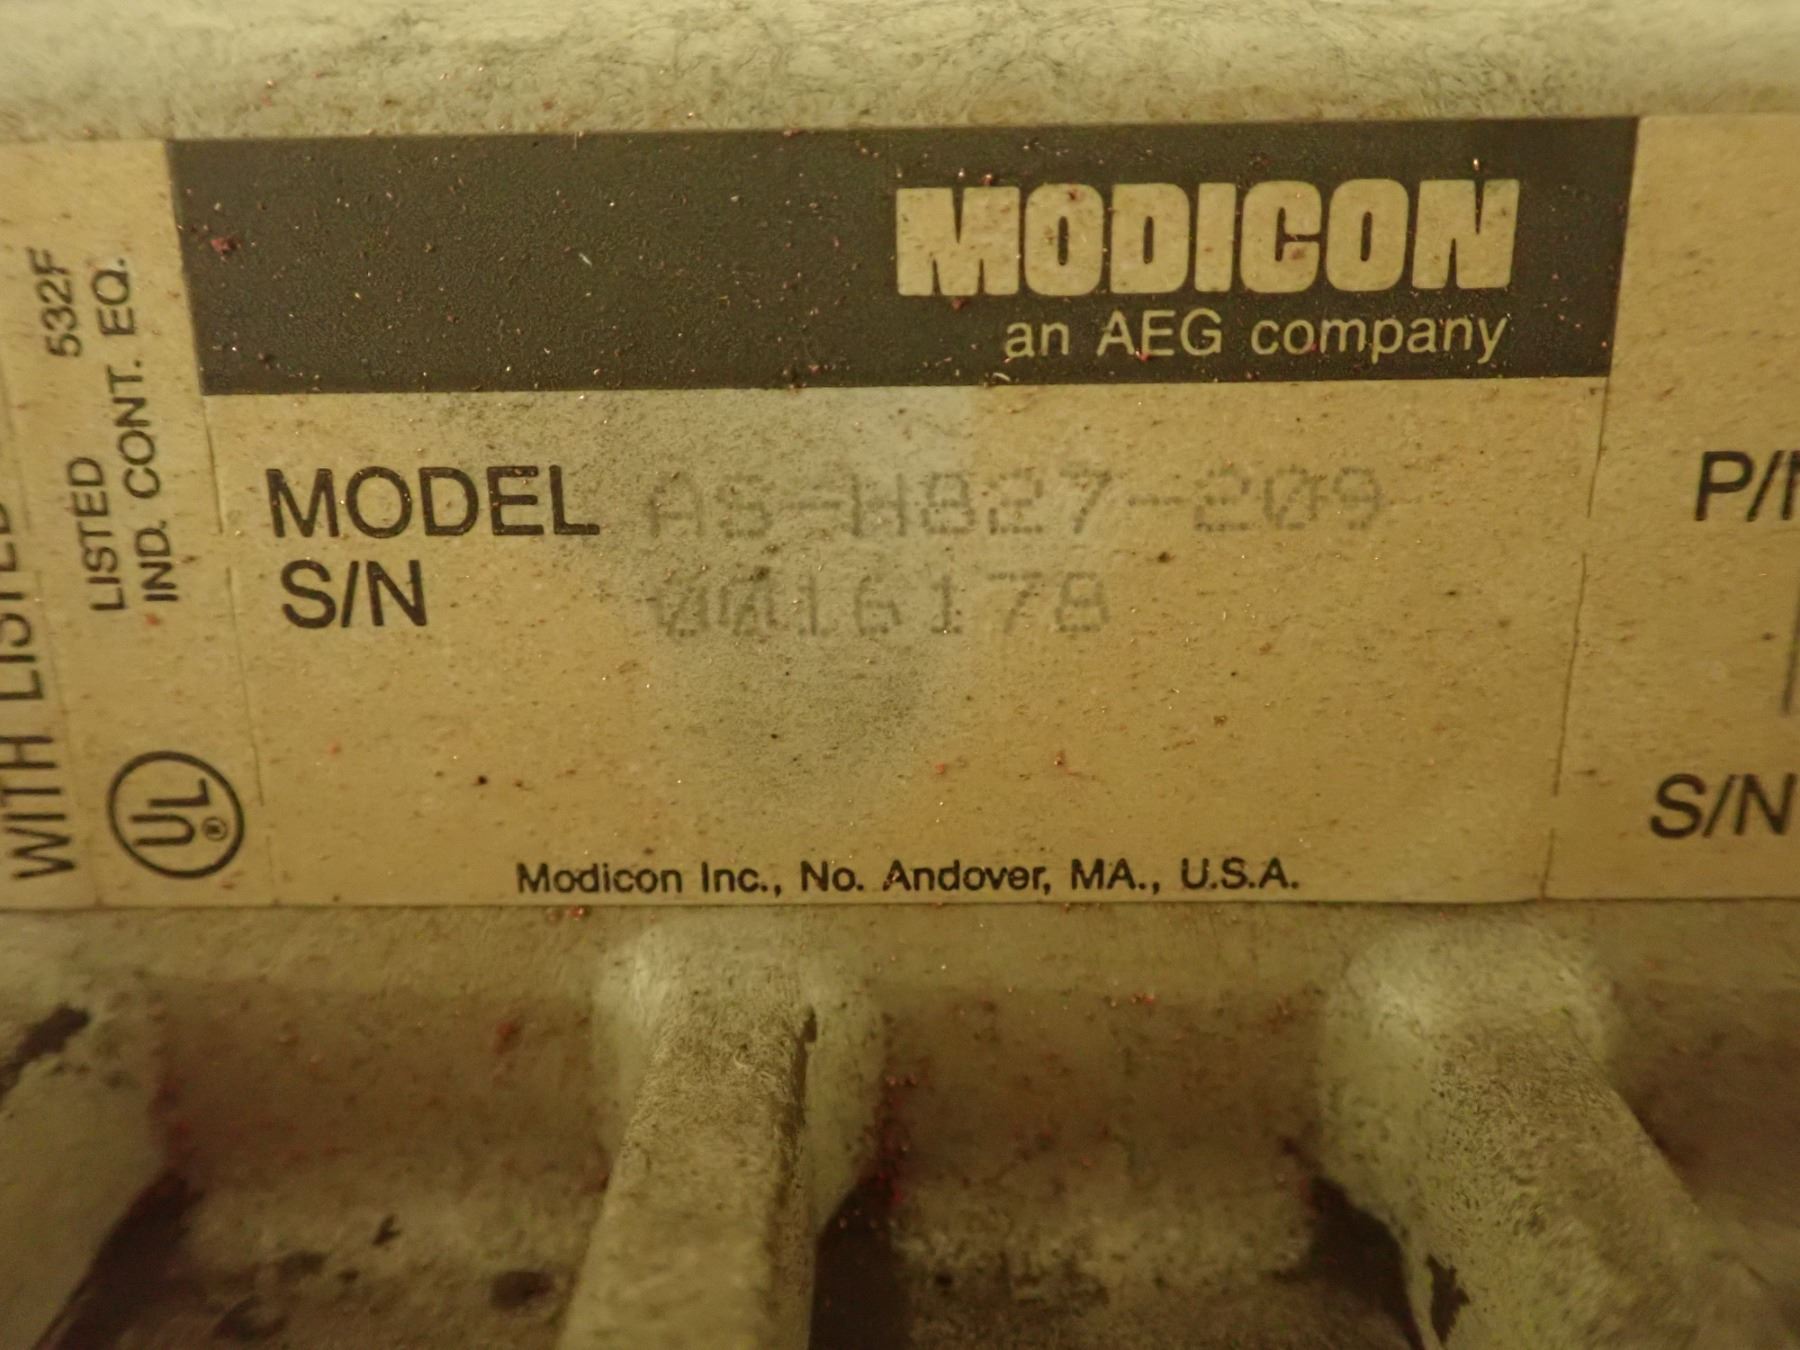 WITH LISTED
LISTED 532F
IND. CONT. EQ.
UL ®
MODICON
an AEG company
MODEL AS-H827-209
S/N 0016178
Modicon Inc., No. Andover, MA., U.S.A.
S/N